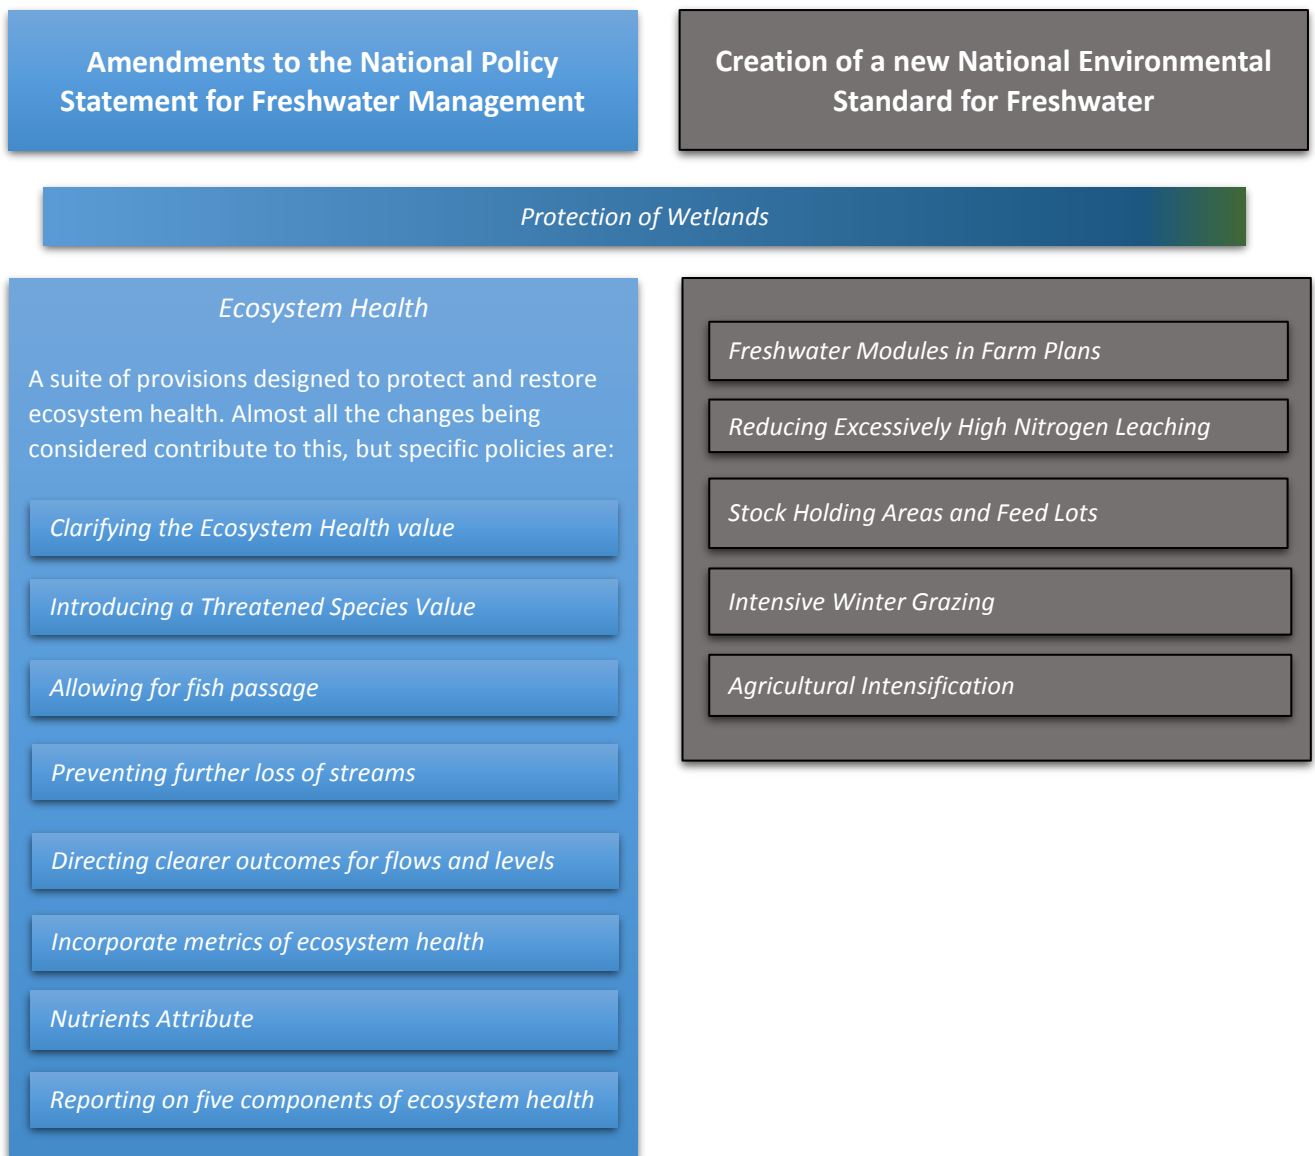 Amendments to the National Policy
Statement for Freshwater Management
Creation of a new National Environmental
Standard for Freshwater
Protection of Wetlands
Ecosystem Health
A suite of provisions designed to protect and restore
ecosystem health. Almost all the changes being
considered contribute to this, but specific policies are:
Clarifying the Ecosystem Health value
Introducing a Threatened Species Value
Allowing for fish passage
Preventing further loss of streams
Directing clearer outcomes for flows and levels
Incorporate metrics of ecosystem health
Nutrients Attribute
Reporting on five components of ecosystem health
Freshwater Modules in Farm Plans
Reducing Excessively High Nitrogen Leaching
Stock Holding Areas and Feed Lots
Intensive Winter Grazing
Agricultural Intensification